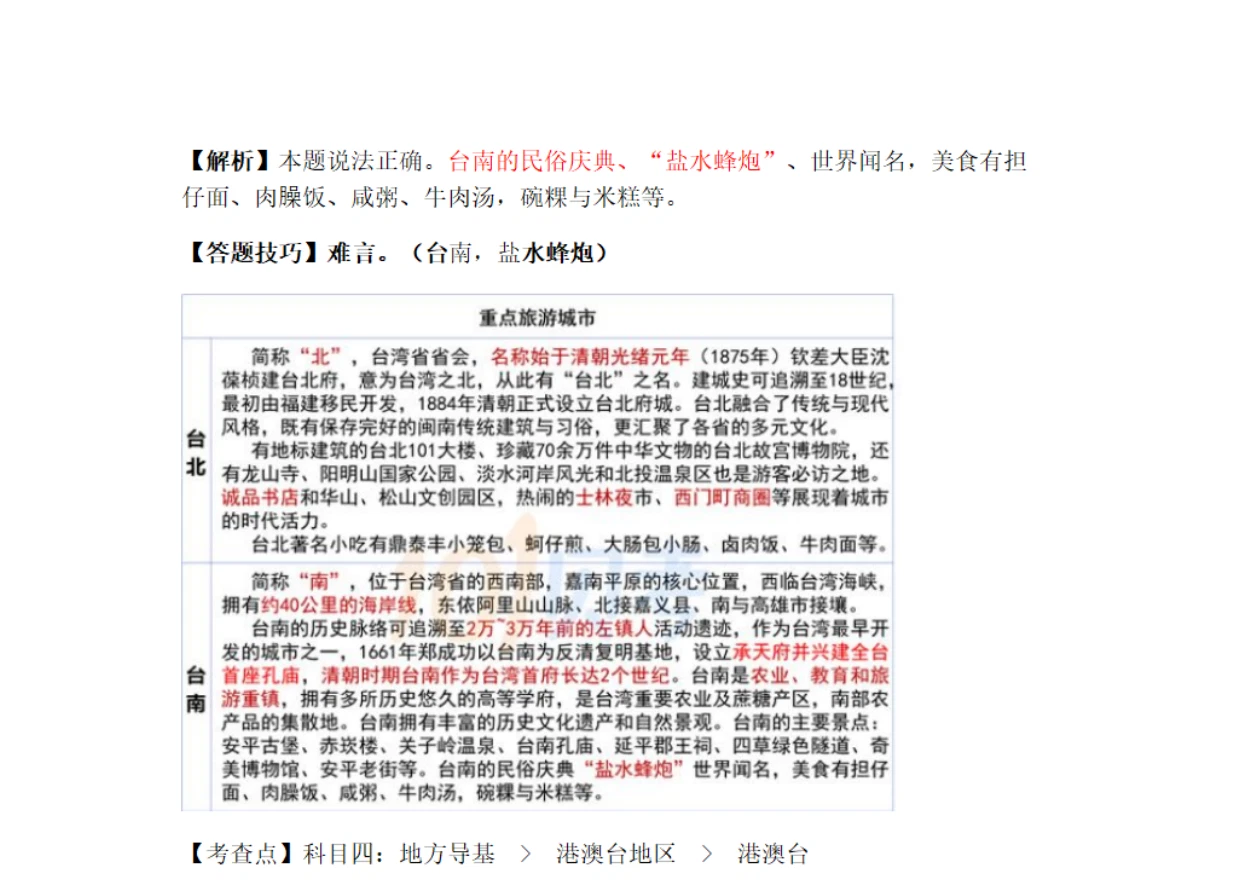 【解析】本题说法正确。台南的民俗庆典、“盐水蜂炮”、世界闻名，美食有担
仔面、肉臊饭、咸粥、牛肉汤，碗粿与米糕等。
【答题技巧】难言。（台南，盐水蜂炮）
重点旅游城市
台北
简称“北”，台湾省省会，名称始于清朝光绪元年（1875年）钦差大臣沈
葆桢建台北府，意为台湾之北，从此有“台北”之名。建城史可追溯至18世纪，
最初由福建移民开发，1884年清朝正式设立台北府城。台北融合了传统与现代
风格，既有保存完好的闽南传统建筑与习俗，更汇聚了各省的多元文化。
有地标建筑的台北101大楼、珍藏70余万件中华文物的台北故宫博物院，还
有龙山寺、阳明山国家公园、淡水河岸风光和北投温泉区也是游客必访之地。
诚品书店和华山、松山文创园区，热闹的士林夜市、西门町商圈等展现着城市
的时代活力。
台北著名小吃有鼎泰丰小笼包、蚵仔煎、大肠包小肠、卤肉饭、牛肉面等。
台南
简称“南”，位于台湾省的西南部，嘉南平原的核心位置，西临台湾海峡，
拥有约40公里的海岸线，东依阿里山山脉、北接嘉义县、南与高雄市接壤。
台南的历史脉络可追溯至2万~3万年前的左镇人活动遗迹，作为台湾最早开
发的城市之一，1661年郑成功以台南为反清复明基地，设立承天府并兴建全台
首座孔庙，清朝时期台南作为台湾首府长达2个世纪。台南是农业、教育和旅
游重镇，拥有多所历史悠久的高等学府，是台湾重要农业及蔗糖产区，南部农
产品的集散地。台南拥有丰富的历史文化遗产和自然景观。台南的主要景点：
安平古堡、赤崁楼、关子岭温泉、台南孔庙、延平郡王祠、四草绿色隧道、奇
美博物馆、安平老街等。台南的民俗庆典“盐水蜂炮”世界闻名，美食有担仔
面、肉臊饭、咸粥、牛肉汤，碗粿与米糕等。
【考查点】科目四：地方导基 > 港澳台地区 > 港澳台